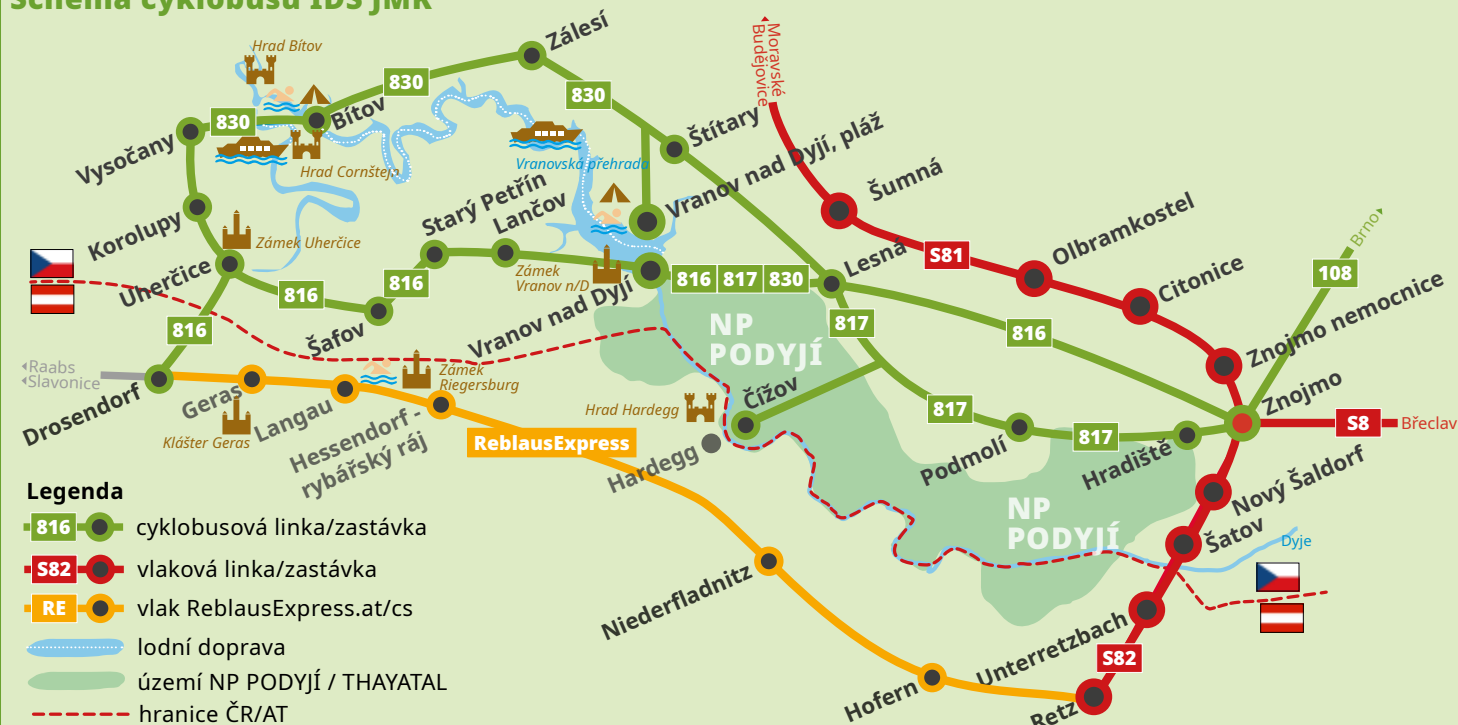 Schéma cyklobusů IDS JMK
Hrad Bítov
Zálesí
Moravské
Budějovice
830
830
830
Bítov
Štítary
Vysočany
Hrad Cornštejn
Vranovská přehrada
Vranov nad Dyjí, pláž
Šumná
Starý Petřín
Lančov
Korolupy
Zámek Uherčice
Olbramkostel
S81
Lesná
Brno
Citonice
108
Uherčice
816
816
Zámek
Vranov n/D
816 817 830
Vranov nad Dyjí
816
Šafov
NP
PODYJÍ
817
816
Znojmo nemocnice
Raabs
Slavonice
Drosendorf
Geras
Langau
Zámek
Riegersburg
Hessendorf -
rybářský ráj
Klášter Geras
Hrad Hardegg
Čížov
817
Znojmo
S8
Břeclav
ReblausExpress
Hardegg
Podmolí
817
Hradiště
Nový Šaldorf
NP
PODYJÍ
Šatov
Dyje
Niederfladnitz
Unterretzbach
S82
Hofern
Retz
Legenda
816 cyklobusová linka/zastávka
S82 vlaková linka/zastávka
RE vlak ReblausExpress.at/cs
lodní doprava
území NP PODYJÍ / THAYATAL
hranice ČR/AT